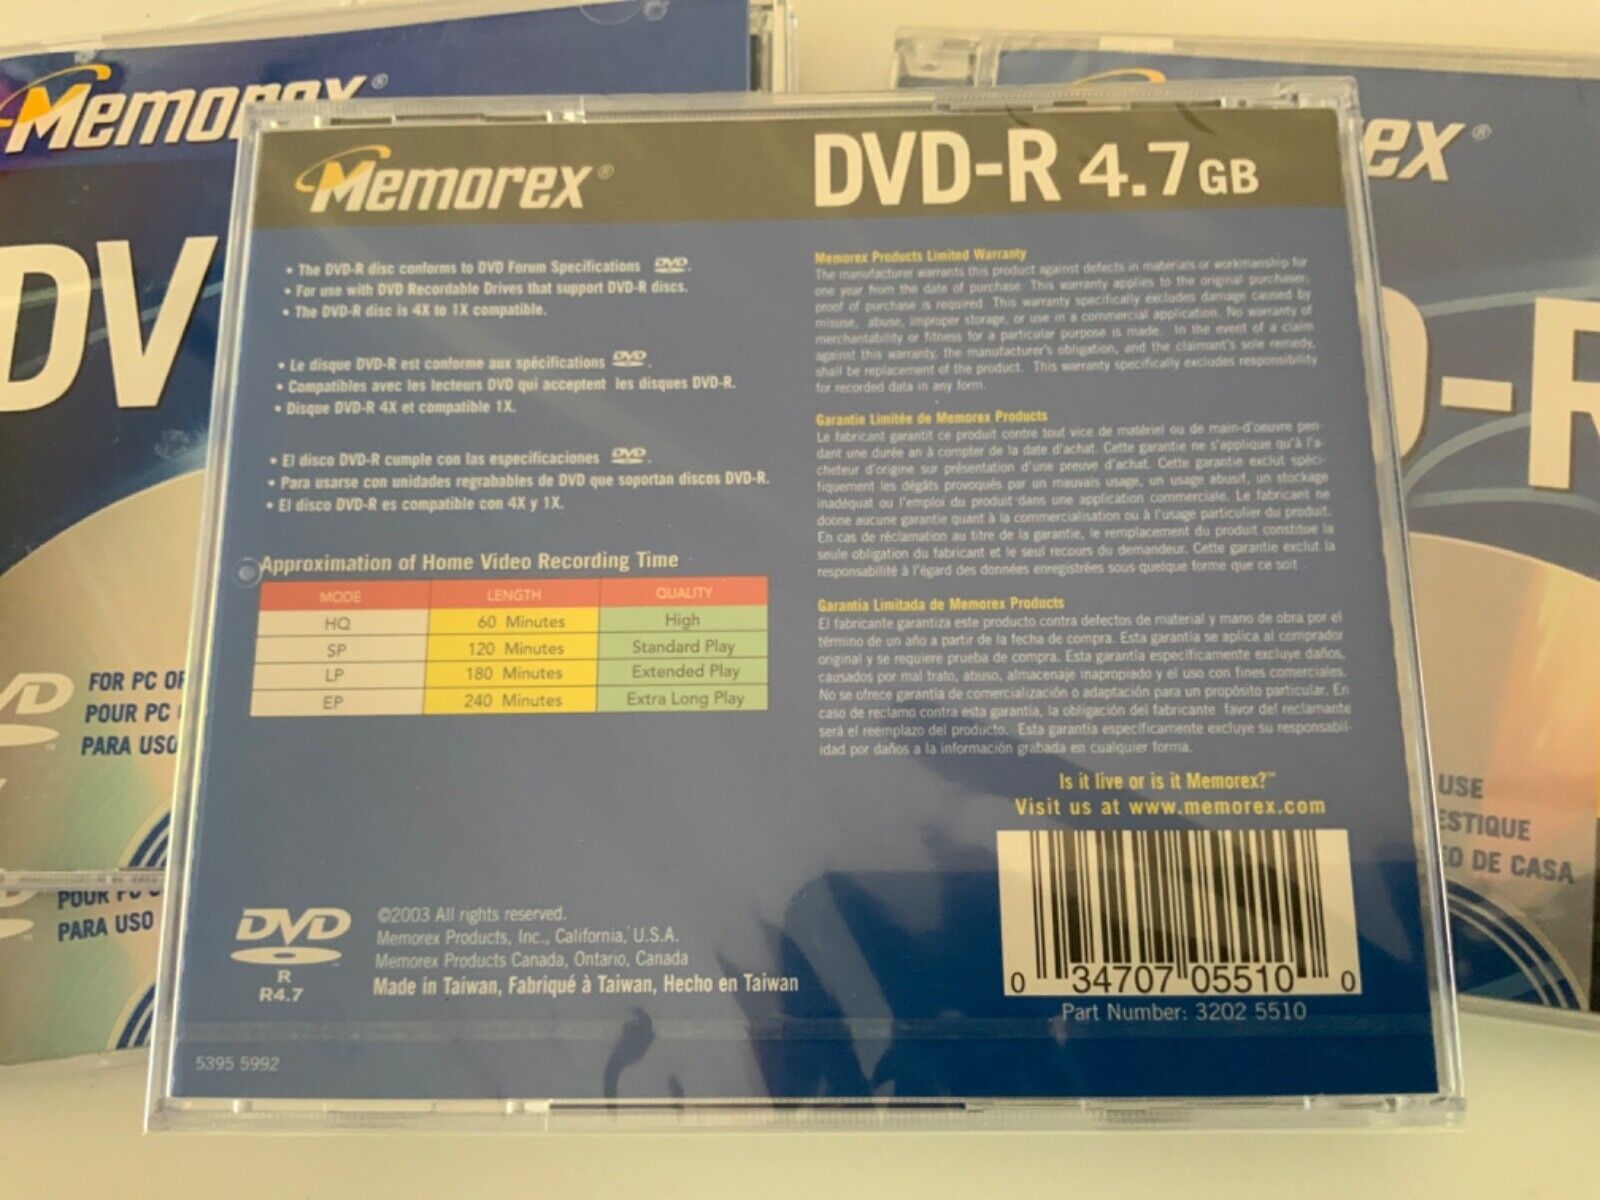 Memorex®
DVD-R 4.7 GB
• The DVD-R disc conforms to DVD Forum Specifications DVD.
• For use with DVD Recordable Drives that support DVD-R discs.
• The DVD-R disc is 4X to 1X compatible.
• Le disque DVD-R est conforme aux spécifications DVD.
• Compatibles avec les lecteurs DVD qui acceptent les disques DVD-R.
• Disque DVD-R 4X et compatible 1X.
• El disco DVD-R cumple con las especificaciones DVD.
• Para usarse con unidades regrabables de DVD que soportan discos DVD-R.
• El disco DVD-R es compatible con 4X y 1X.
Approximation of Home Video Recording Time
MODE LENGTH QUALITY
HQ 60 Minutes High
SP 120 Minutes Standard Play
LP 180 Minutes Extended Play
EP 240 Minutes Extra Long Play
Memorex Products Limited Warranty
The manufacturer warrants this product against defects in materials or workmanship for
one year from the date of purchase. This warranty applies to the original purchaser;
proof of purchase is required. This warranty specifically excludes damage caused by
misuse, abuse, improper storage, or use in a commercial application. No warranty of
merchantability or fitness for a particular purpose is made. In the event of a claim
against this warranty, the manufacturer's obligation, and the claimant's sole remedy,
shall be replacement of the product. This warranty specifically excludes responsibility
for recorded data in any form.
Garantie Limitée de Memorex Products
Le fabricant garantit ce produit contre tout vice de matériel ou de main-d'oeuvre pen-
dant une durée an à compter de la date d'achat. Cette garantie ne s'applique qu'à l'a-
cheteur d'origine sur présentation d'une preuve d'achat. Cette garantie exclut spéci-
fiquement les dégâts provoqués par un mauvais usage, un usage abusif, un stockage
inadéquat ou l'emploi du produit dans une application commerciale. Le fabricant ne
doone aucune garantie quant à la commercialisation ou à l'usage particulier du produit.
En cas de réclamation au titre de la garantie, le remplacement du produit constitue la
seule obligation du fabricant et le seul recours du demandeur. Cette garantie exclut la
responsabilité à l'égard des données enregistrées sous quelque forme que ce soit .
Garantía Limitada de Memorex Products
El fabricante garantiza este producto contra defectos de material y mano de obra por el
término de un año a partir de la fecha de compra. Esta garantía se aplica al comprador
original y se requiere prueba de compra. Esta garantía específicamente excluye daños,
causados por mal trato, abuso, almacenaje inapropiado y el uso con fines comerciales.
No se ofrece garantía de comercialización o adaptación para un propósito particular. En
caso de reclamo contra esta garantía, la obligación del fabricante favor del reclamante
será el reemplazo del producto. Esta garantía específicamente excluye su responsabil-
idad por daños a la información grabada en cualquier forma.
Is it live or is it Memorex?™
Visit us at www.memorex.com
0 34707 05510 0
Part Number: 3202 5510
DVD
R
R4.7
©2003 All rights reserved.
Memorex Products, Inc., California, U.S.A.
Memorex Products Canada, Ontario, Canada
Made in Taiwan, Fabriqué à Taiwan, Hecho en Taiwan
5395 5992
Memorex®
DV
FOR PC OR
POUR PC
PARA USO
POUR PC
PARA USO
ex®
-R
USE
ESTIQUE
EO DE CASA